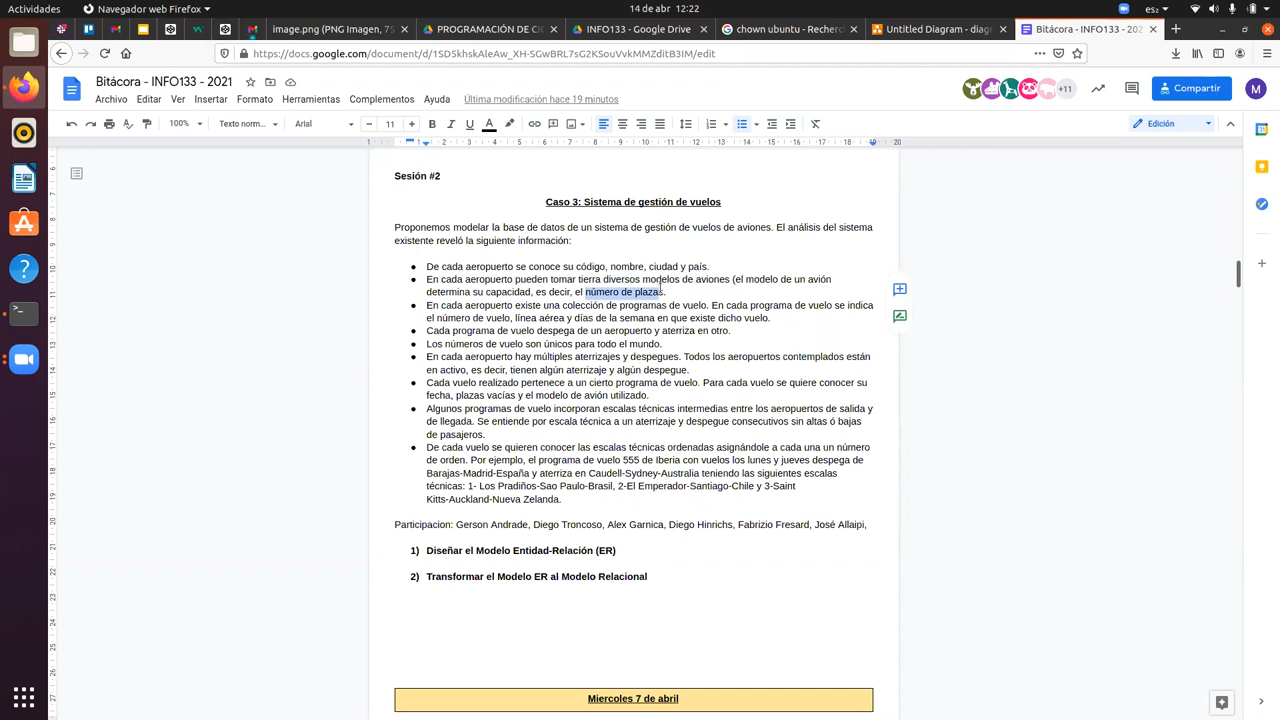 Actividades
Navegador web Firefox
14 de abr 12:22
es2
image.png (PNG Imagen, 75
PROGRAMACIÓN DE CIC
INFO133 - Google Drive
chown ubuntu - Recherc
Untitled Diagram - diagr
Bitácora - INFO133 - 202
https://docs.google.com/document/d/1SDSkhskAleAw_XH-SGwBRL7sG2KSouVvkMMZditB3IM/edit
Bitácora - INFO133 - 2021
Archivo Editar Ver Insertar Formato Herramientas Complementos Ayuda Última modificación hace 19 minutos
+11
Compartir
M
100%
Texto norm...
Arial
11
Edición
Sesión #2
Caso 3: Sistema de gestión de vuelos
Proponemos modelar la base de datos de un sistema de gestión de vuelos de aviones. El análisis del sistema
existente reveló la siguiente información:
● De cada aeropuerto se conoce su código, nombre, ciudad y país.
● En cada aeropuerto pueden tomar tierra diversos modelos de aviones (el modelo de un avión
determina su capacidad, es decir, el número de plazas.
● En cada aeropuerto existe una colección de programas de vuelo. En cada programa de vuelo se indica
el número de vuelo, línea aérea y días de la semana en que existe dicho vuelo.
● Cada programa de vuelo despega de un aeropuerto y aterriza en otro.
● Los números de vuelo son únicos para todo el mundo.
● En cada aeropuerto hay múltiples aterrizajes y despegues. Todos los aeropuertos contemplados están
en activo, es decir, tienen algún aterrizaje y algún despegue.
● Cada vuelo realizado pertenece a un cierto programa de vuelo. Para cada vuelo se quiere conocer su
fecha, plazas vacías y el modelo de avión utilizado.
● Algunos programas de vuelo incorporan escalas técnicas intermedias entre los aeropuertos de salida y
de llegada. Se entiende por escala técnica a un aterrizaje y despegue consecutivos sin altas ó bajas
de pasajeros.
● De cada vuelo se quieren conocer las escalas técnicas ordenadas asignándole a cada una un número
de orden. Por ejemplo, el programa de vuelo 555 de Iberia con vuelos los lunes y jueves despega de
Barajas-Madrid-España y aterriza en Caudell-Sydney-Australia teniendo las siguientes escalas
técnicas: 1- Los Pradiños-Sao Paulo-Brasil, 2-El Emperador-Santiago-Chile y 3-Saint
Kitts-Auckland-Nueva Zelanda.
Participacion: Gerson Andrade, Diego Troncoso, Alex Garnica, Diego Hinrichs, Fabrizio Fresard, José Allaipi,
1) Diseñar el Modelo Entidad-Relación (ER)
2) Transformar el Modelo ER al Modelo Relacional
Miercoles 7 de abril